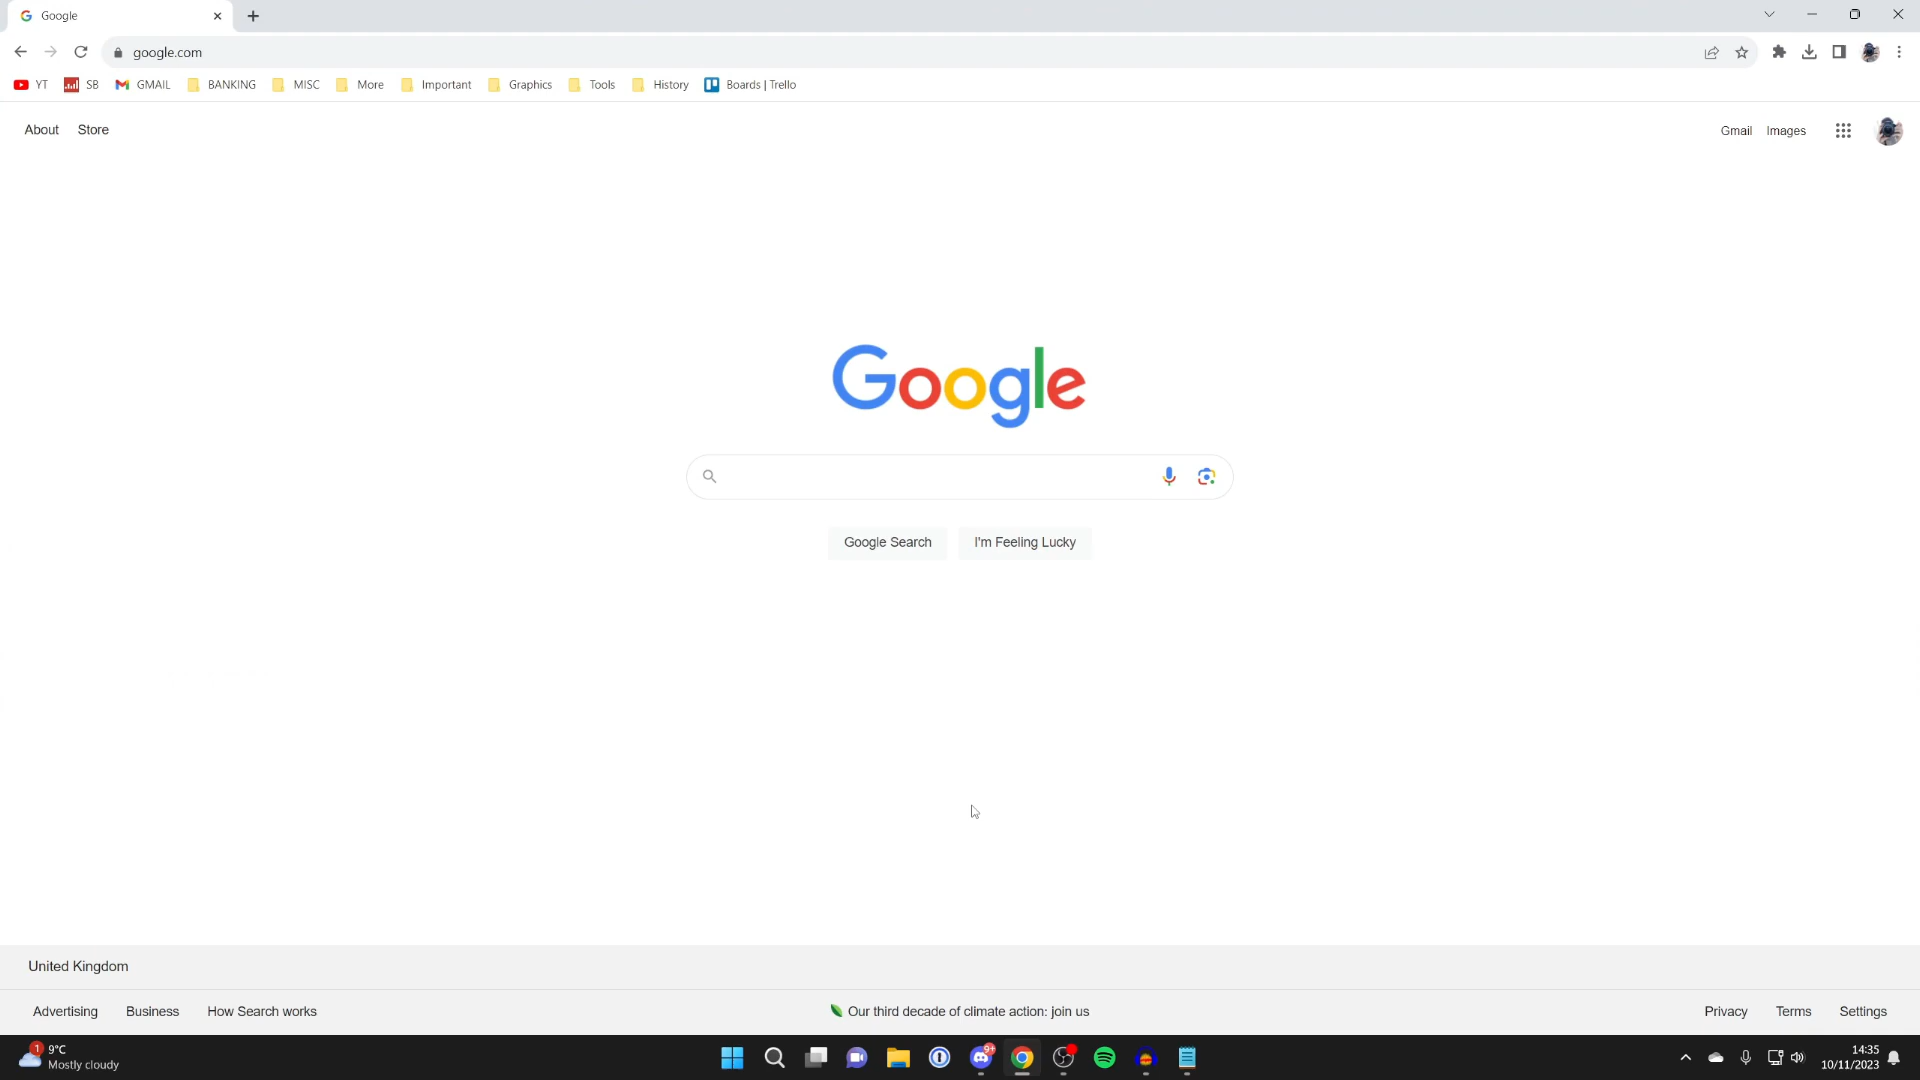 Google
google.com
YT SB GMAIL BANKING MISC More Important Graphics Tools History Boards | Trello
About Store Gmail Images
Google
Google Search I'm Feeling Lucky
United Kingdom
Advertising Business How Search works Our third decade of climate action: join us Privacy Terms Settings
1 9°C 9+ 14:35
Mostly cloudy 10/11/2023